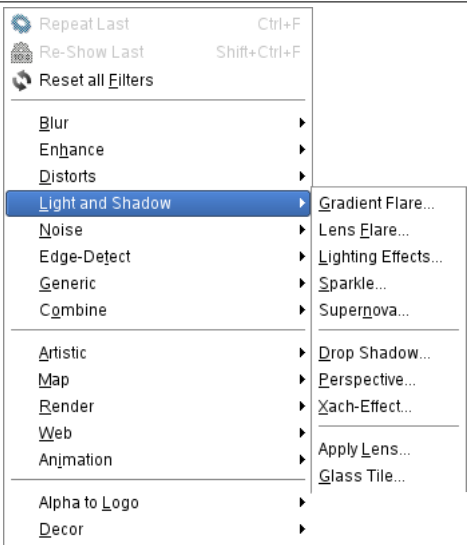 Repeat Last Ctrl+F
Re-Show Last Shift+Ctrl+F
Reset all Filters
Blur
Enhance
Distorts
Light and Shadow
Noise
Edge-Detect
Generic
Combine
Artistic
Map
Render
Web
Animation
Alpha to Logo
Decor
Gradient Flare...
Lens Flare...
Lighting Effects...
Sparkle...
Supernova...
Drop Shadow...
Perspective...
Xach-Effect...
Apply Lens...
Glass Tile...